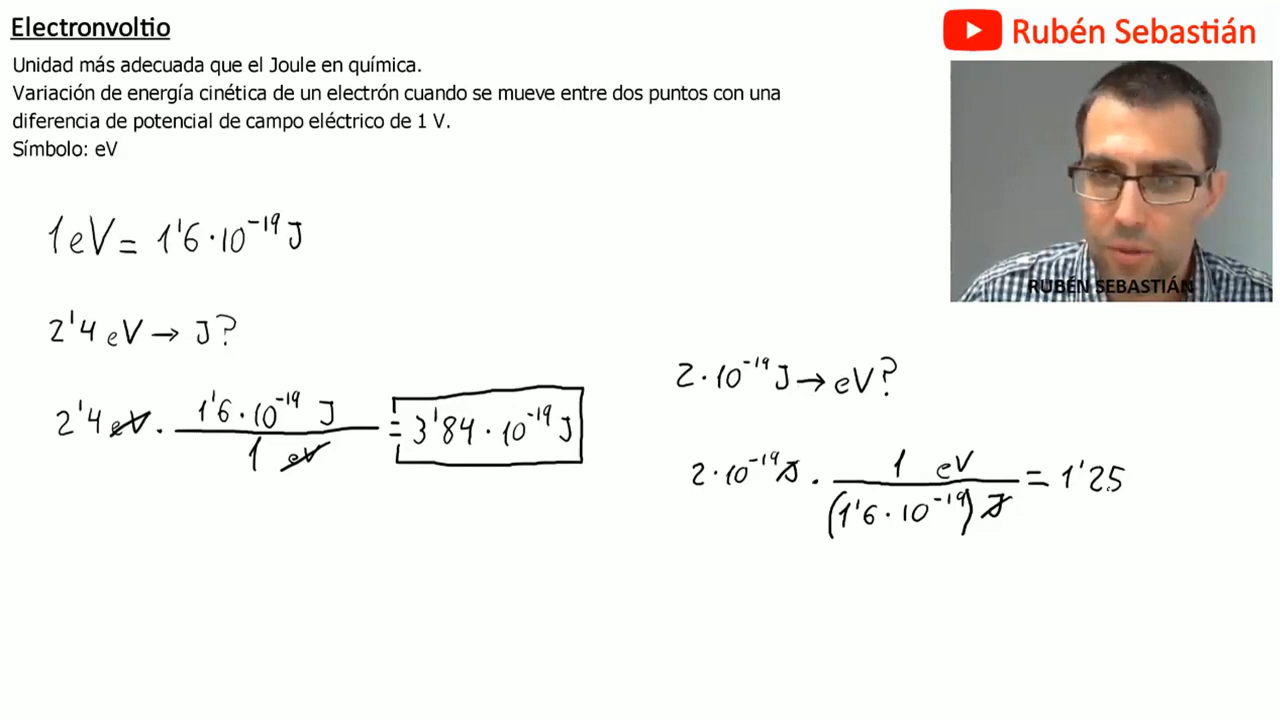 Electronvoltio
Rubén Sebastián
Unidad más adecuada que el Joule en química.
Variación de energía cinética de un electrón cuando se mueve entre dos puntos con una
diferencia de potencial de campo eléctrico de 1 V.
Símbolo: eV
RUBÉN SEBASTIÁN
1 eV = 1'6 · 10⁻¹⁹ J
2'4 eV → J?
2'4 eV · 1'6 · 10⁻¹⁹ J / 1 eV = 3'84 · 10⁻¹⁹ J
2 · 10⁻¹⁹ J → eV?
2 · 10⁻¹⁹ J · 1 eV / (1'6 · 10⁻¹⁹) J = 1'25